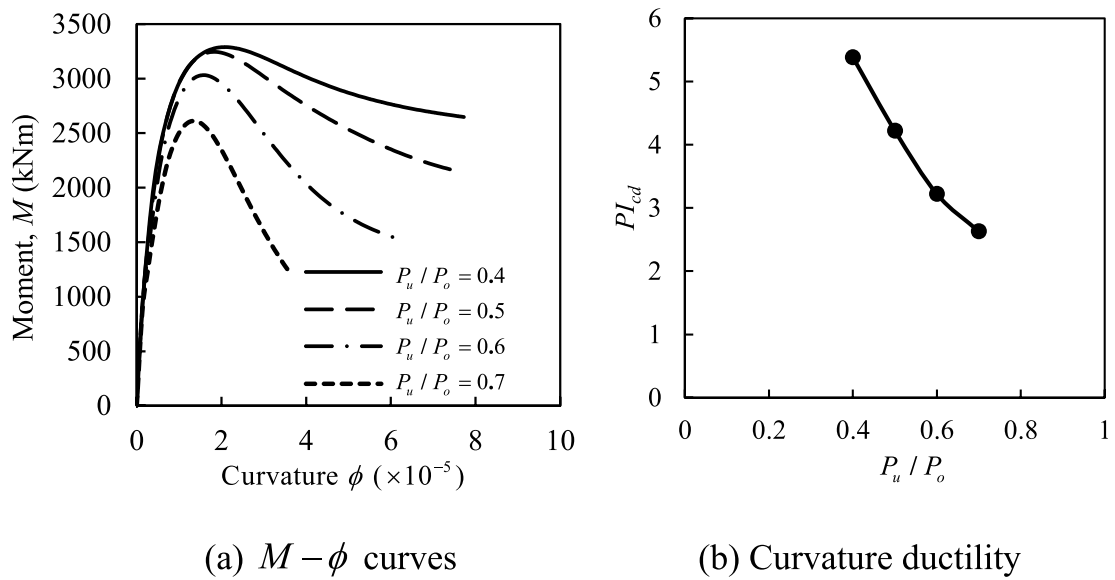 3500
3000
2500
2000
1500
1000
500
0
Moment, M (kNm)
0 2 4 6 8 10
Curvature ϕ (×10⁻⁵)
Pᵤ / Pₒ = 0.4
Pᵤ / Pₒ = 0.5
Pᵤ / Pₒ = 0.6
Pᵤ / Pₒ = 0.7
(a) M − ϕ curves
6
5
4
3
2
1
0
PI_cd
0 0.2 0.4 0.6 0.8 1
Pᵤ / Pₒ
(b) Curvature ductility